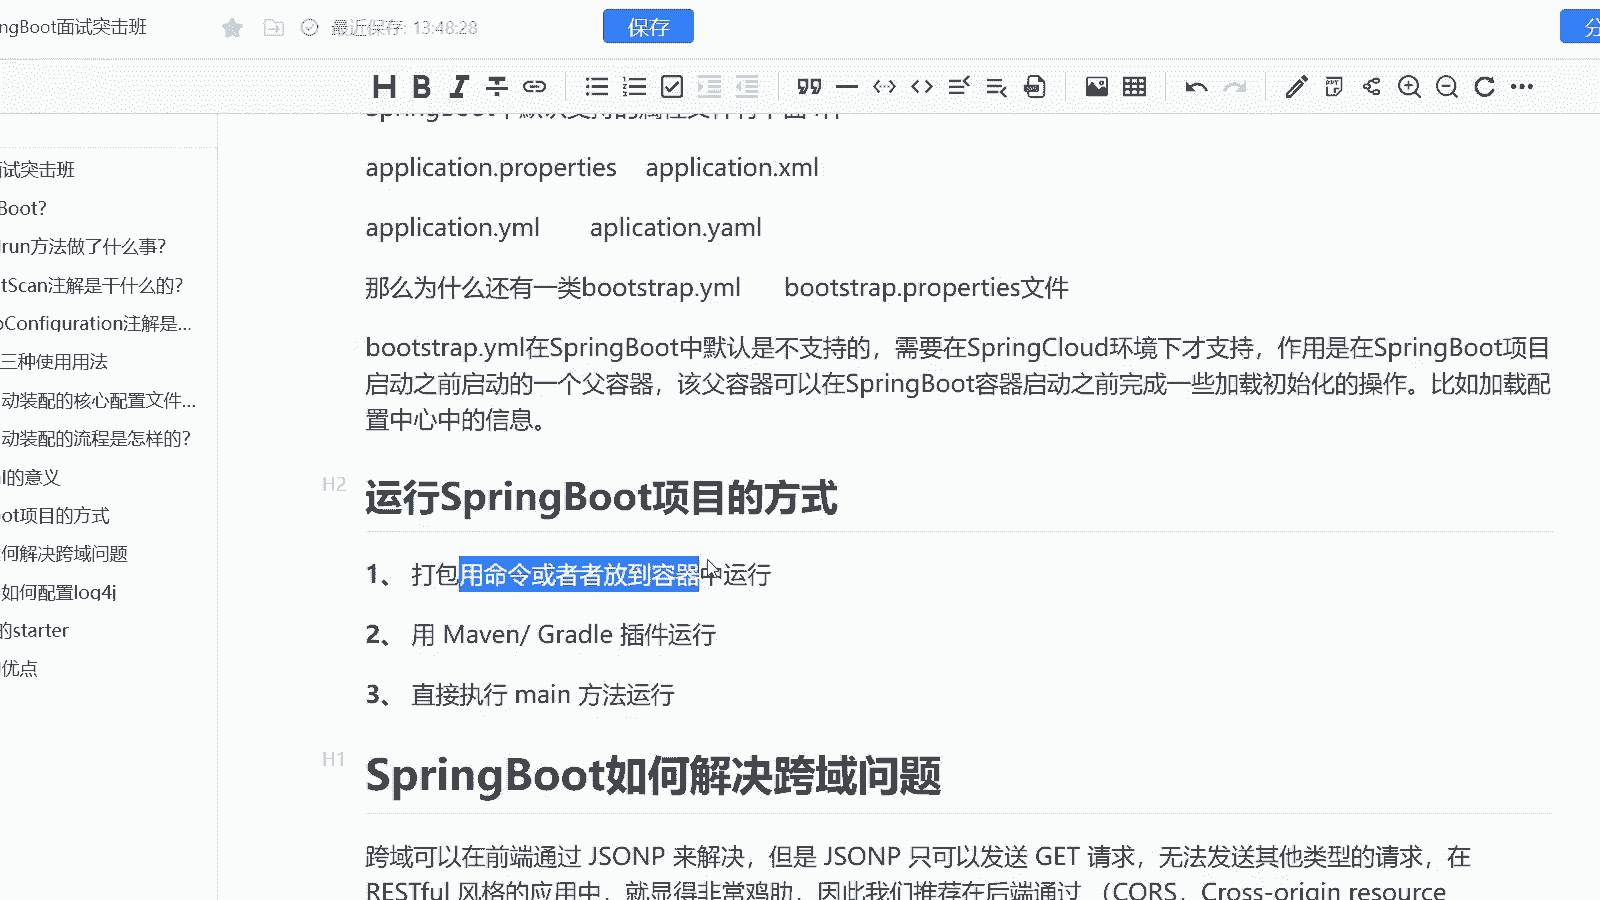 ngBoot面试突击班
最近保存: 13:48:28
保存
分
application.properties application.xml
application.yml aplication.yaml
那么为什么还有一类bootstrap.yml bootstrap.properties文件
bootstrap.yml在SpringBoot中默认是不支持的，需要在SpringCloud环境下才支持，作用是在SpringBoot项目
启动之前启动的一个父容器，该父容器可以在SpringBoot容器启动之前完成一些加载初始化的操作。比如加载配
置中心中的信息。
H2
运行SpringBoot项目的方式
1、 打包用命令或者者放到容器中运行
2、 用 Maven/ Gradle 插件运行
3、 直接执行 main 方法运行
H1
SpringBoot如何解决跨域问题
跨域可以在前端通过 JSONP 来解决，但是 JSONP 只可以发送 GET 请求，无法发送其他类型的请求，在
RESTful 风格的应用中，就显得非常鸡肋，因此我们推荐在后端通过 （CORS，Cross-origin resource
面试突击班
Boot?
run方法做了什么事?
tScan注解是干什么的?
oConfiguration注解是...
三种使用用法
动装配的核心配置文件...
动装配的流程是怎样的?
l的意义
ot项目的方式
何解决跨域问题
如何配置log4j
的starter
优点